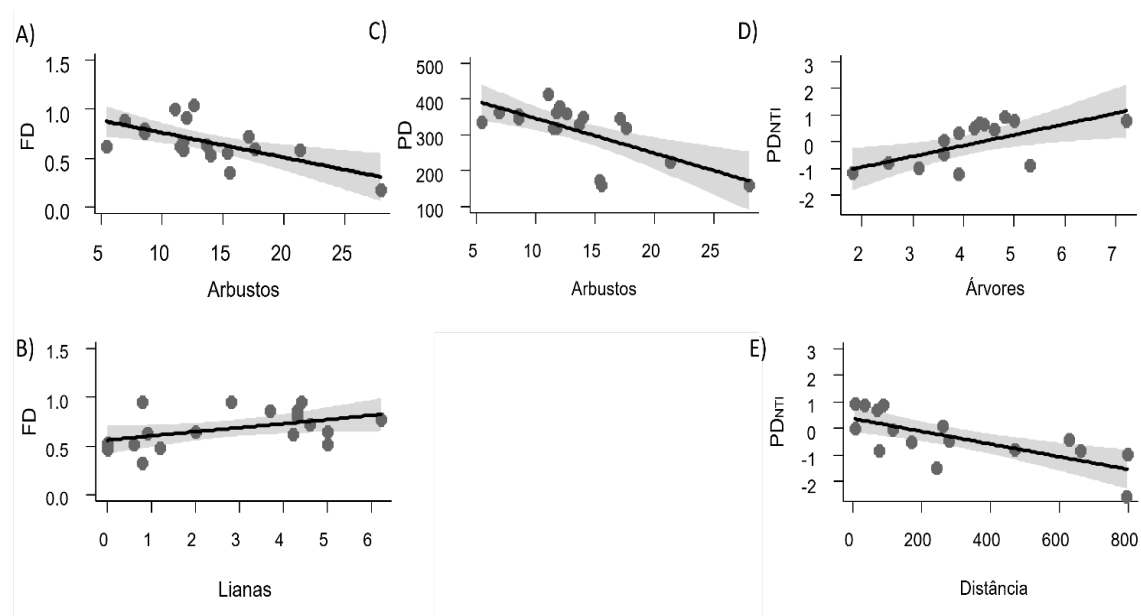 A)
FD
1.5
1.0
0.5
0.0
5 10 15 20 25
Arbustos
C)
PD
500
400
300
200
100
5 10 15 20 25
Arbustos
D)
PDNTI
3
2
1
0
-1
-2
2 3 4 5 6 7
Árvores
B)
FD
1.5
1.0
0.5
0.0
0 1 2 3 4 5 6
Lianas
E)
PDNTI
3
2
1
0
-1
-2
0 200 400 600 800
Distância